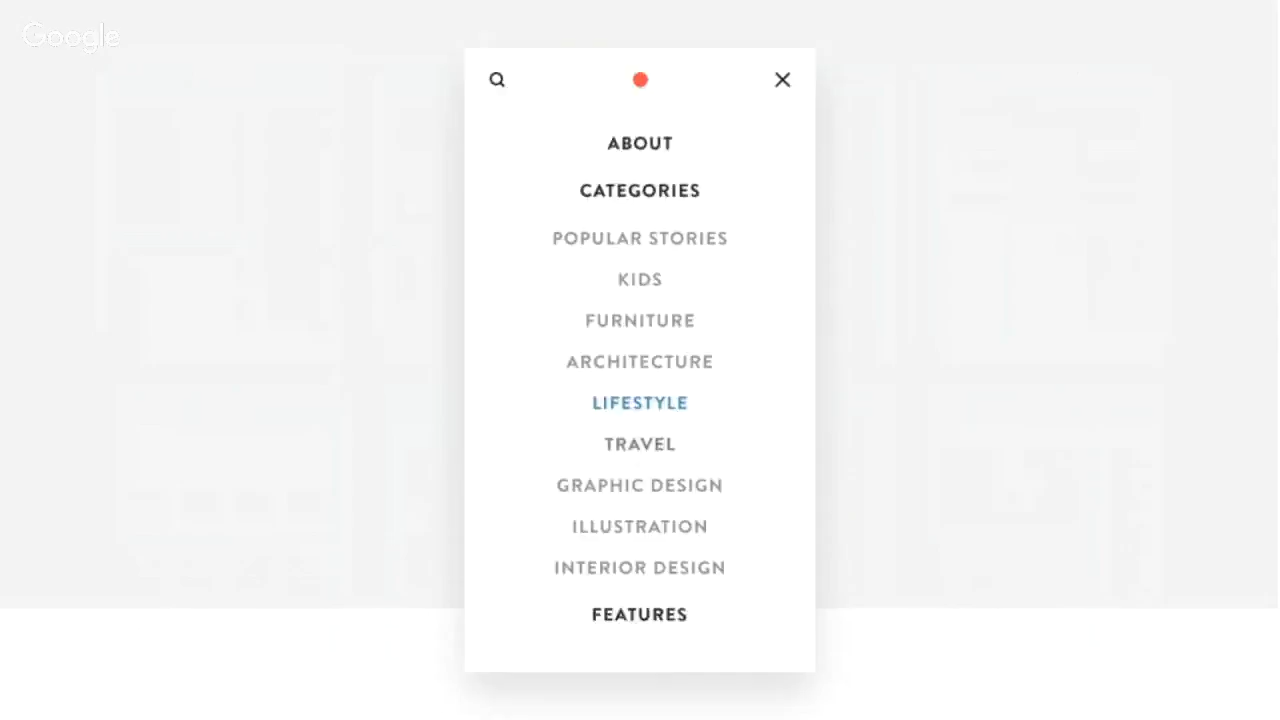 Google
ABOUT
CATEGORIES
POPULAR STORIES
KIDS
FURNITURE
ARCHITECTURE
LIFESTYLE
TRAVEL
GRAPHIC DESIGN
ILLUSTRATION
INTERIOR DESIGN
FEATURES